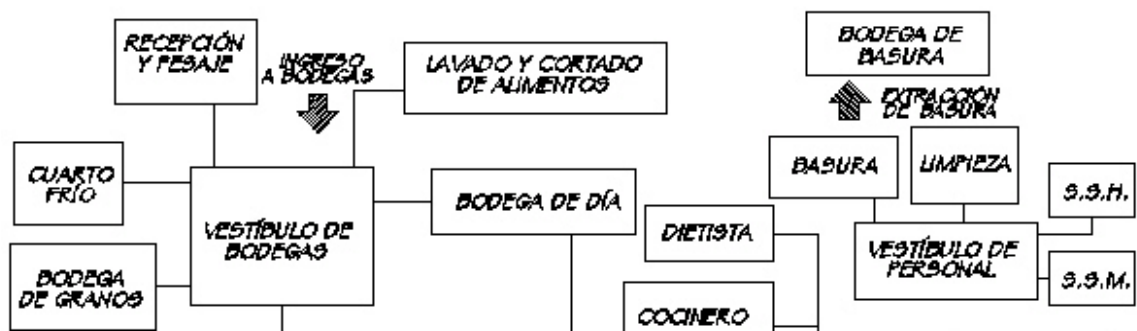 RECEPCIÓN
Y PESAJE
INGRESO
A BODEGAS
LAVADO Y CORTADO
DE ALIMENTOS
BODEGA DE
BASURA
EXTRACCIÓN
DE BASURA
CUARTO
FRÍO
VESTÍBULO DE
BODEGAS
BODEGA DE DÍA
BASURA
LIMPIEZA
S.S.H.
DIETISTA
VESTÍBULO DE
PERSONAL
BODEGA
DE GRANOS
S.S.M.
COCINERO